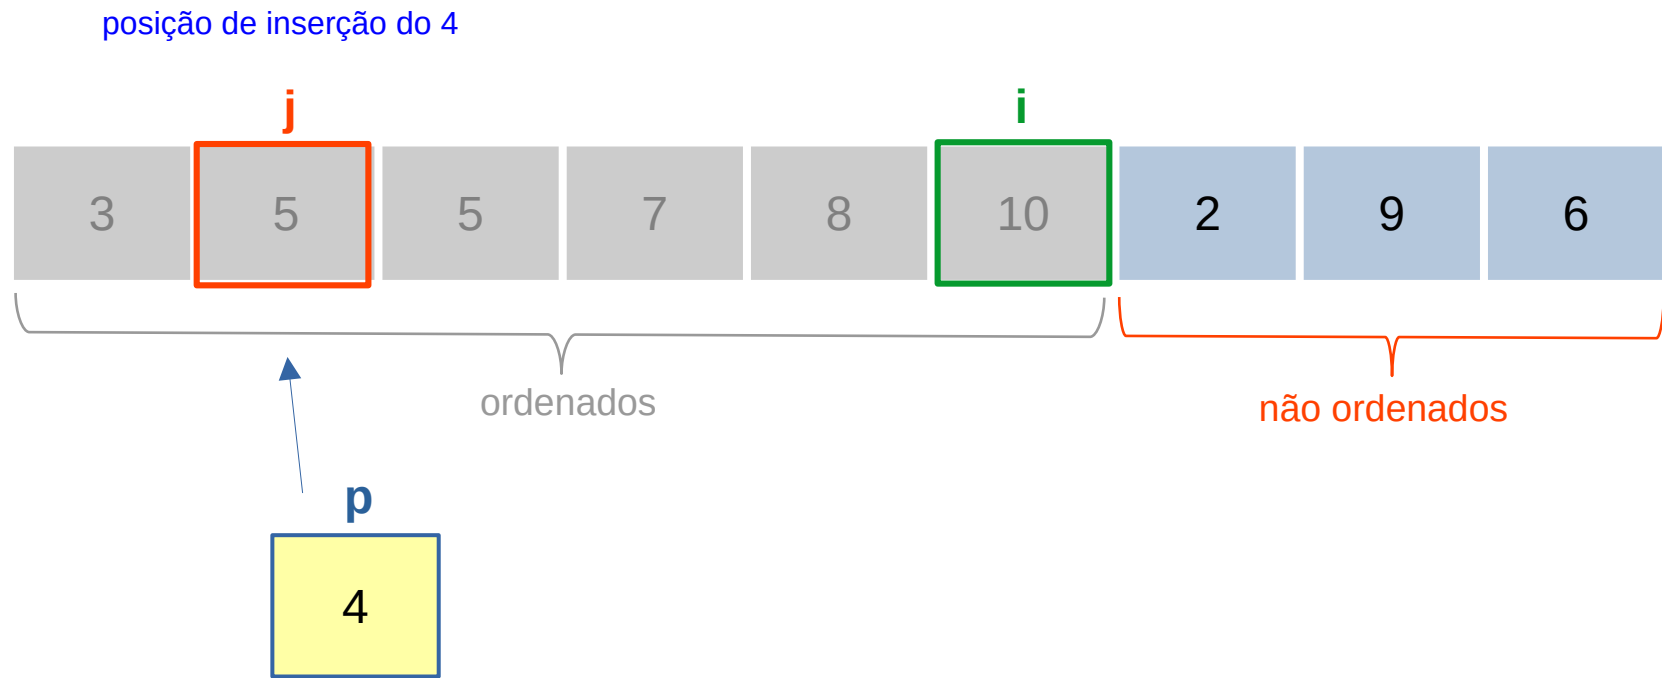 posição de inserção do 4
j i
3 5 5 7 8 10 2 9 6
ordenados
não ordenados
p
4